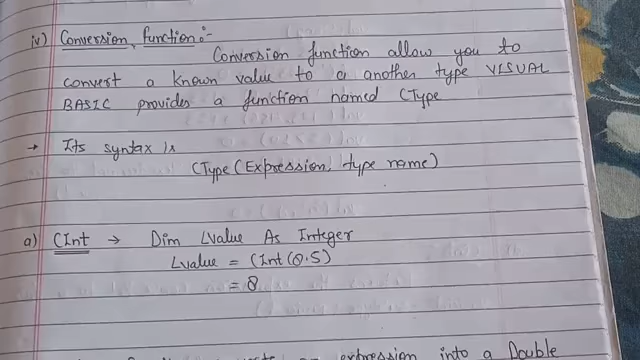 iv) Conversion function:-
Conversion function allow you to
convert a known value to a another type VISUAL
BASIC provides a function named CType
→ Its syntax is
CType (Expression, type name)
a) CInt → Dim Lvalue As Integer
Lvalue = CInt(8.5)
= 8
expression into a Double